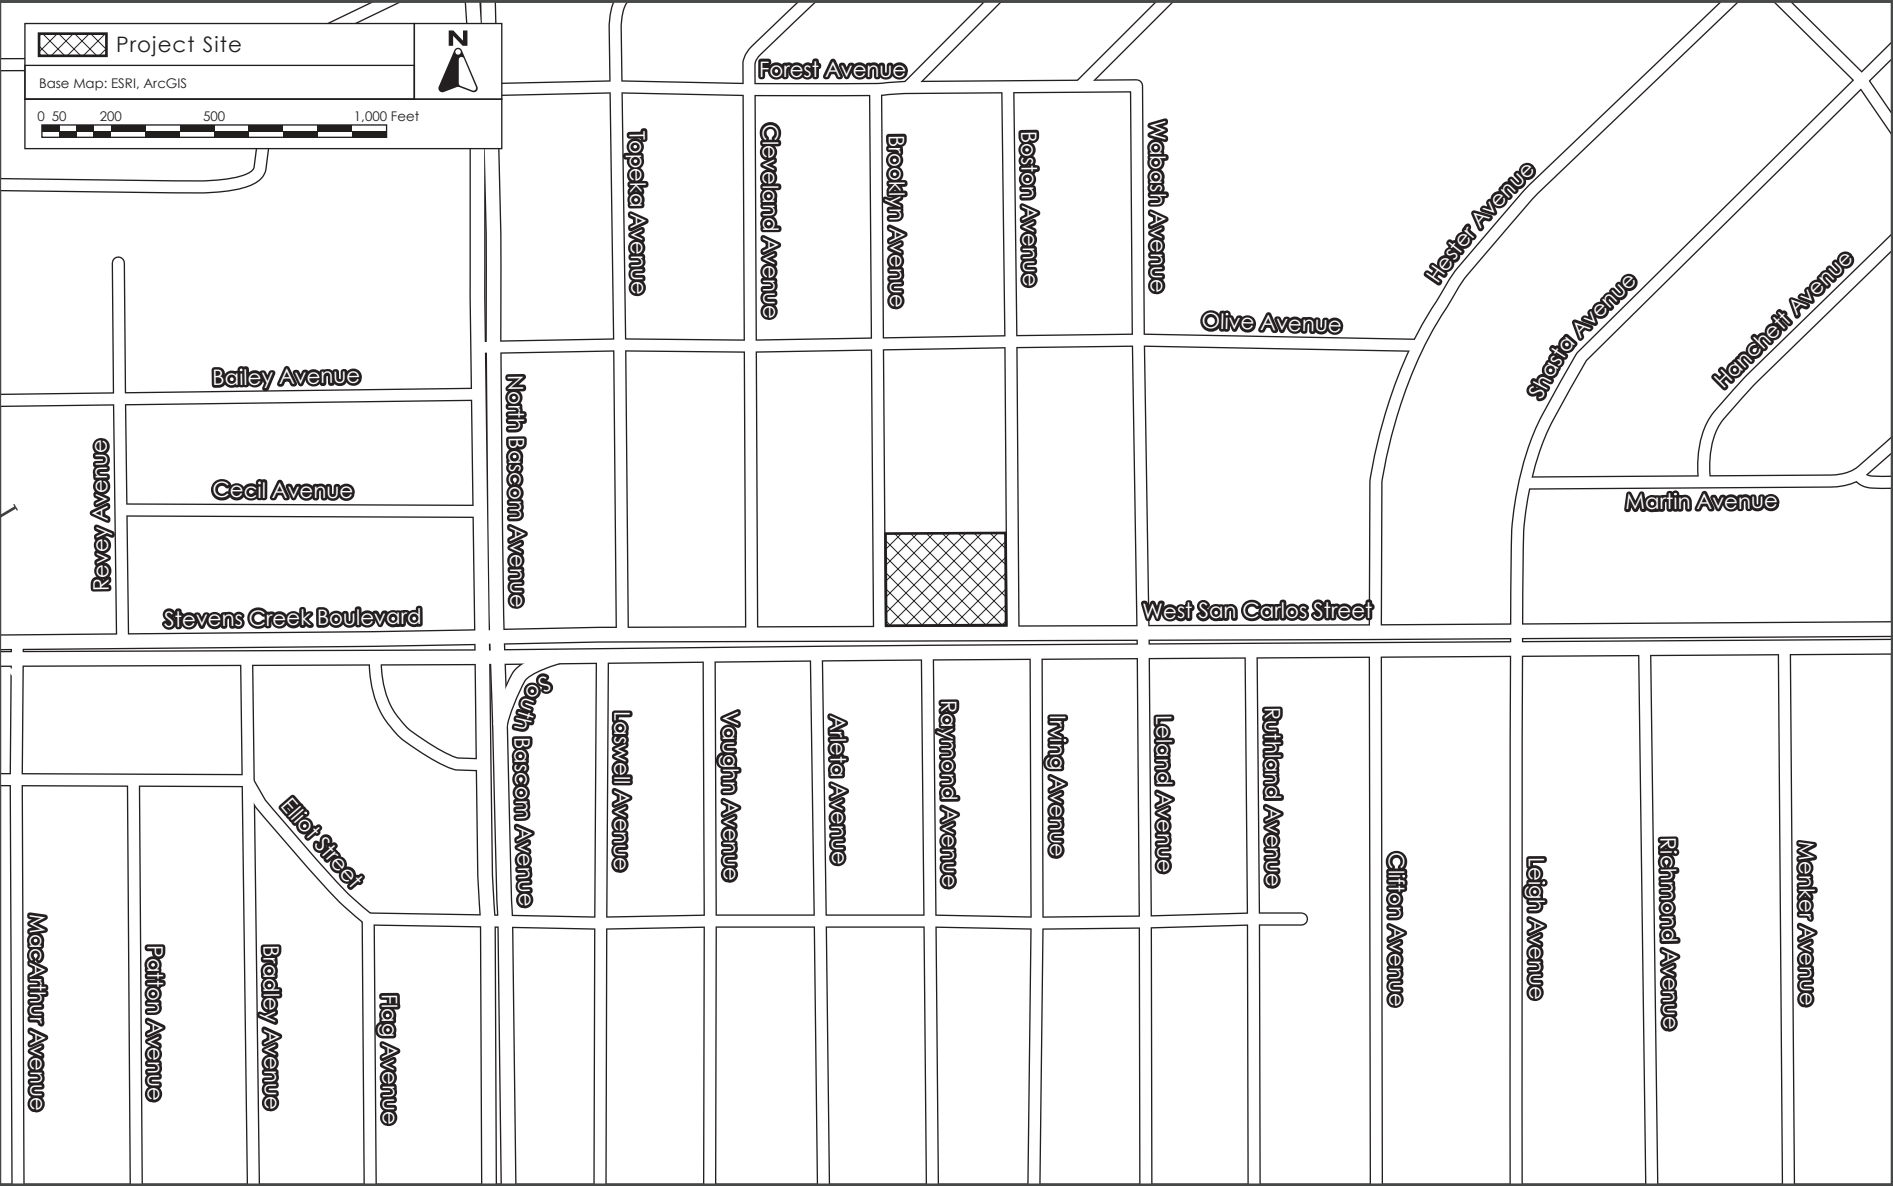 Project Site
N
Base Map: ESRI, ArcGIS
0 50 200 500 1,000 Feet
Forest Avenue
Topeka Avenue
Cleveland Avenue
Brooklyn Avenue
Boston Avenue
Wabash Avenue
Hester Avenue
Shasta Avenue
Hanchett Avenue
Olive Avenue
Bailey Avenue
North Bascom Avenue
Revey Avenue
Cecil Avenue
Martin Avenue
Stevens Creek Boulevard
West San Carlos Street
South Bascom Avenue
Laswell Avenue
Vaughn Avenue
Arleta Avenue
Raymond Avenue
Irving Avenue
Leland Avenue
Ruthland Avenue
Elliot Street
Clifton Avenue
Leigh Avenue
Richmond Avenue
Menker Avenue
MacArthur Avenue
Patton Avenue
Bradley Avenue
Flag Avenue